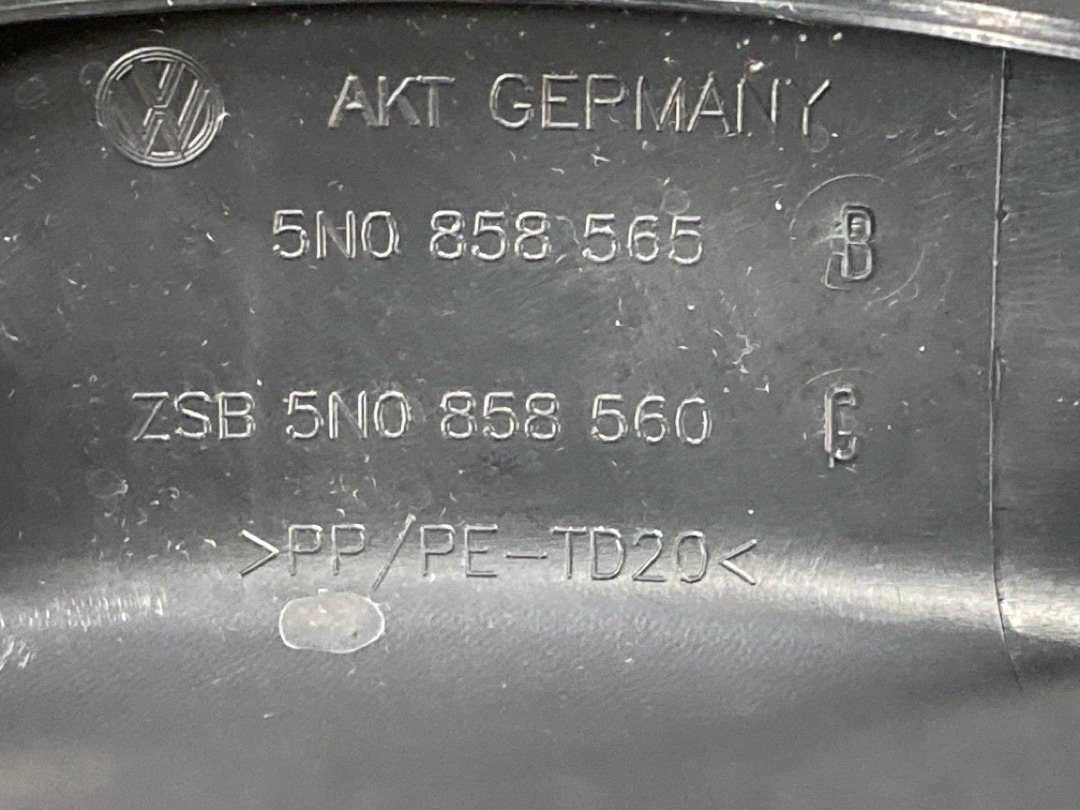 AKT GERMANY
5N0 858 565 B
ZSB 5N0 858 560
>PP/PE-TD20<